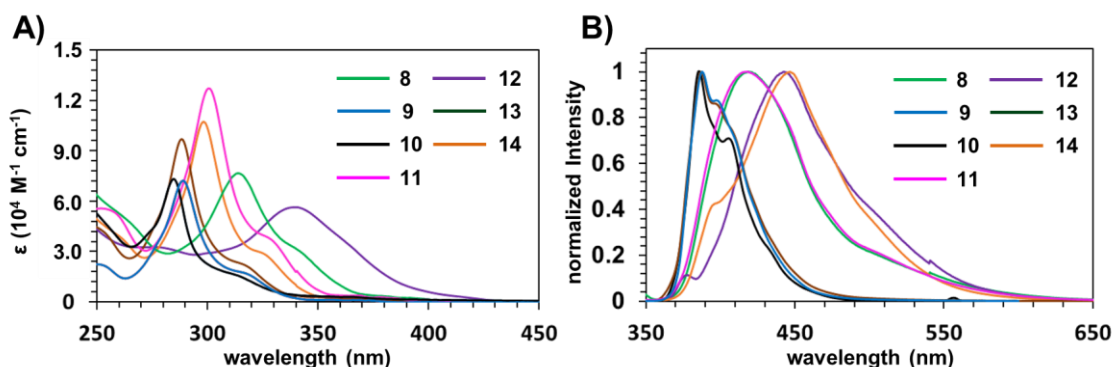 A)
ε (10⁴ M⁻¹ cm⁻¹)
1.5
1.2
9.0
6.0
3.0
0
250 300 350 400 450
wavelength (nm)
8 12
9 13
10 14
11
B)
normalized Intensity
1
0.8
0.6
0.4
0.2
0
350 450 550 650
wavelength (nm)
8 12
9 13
10 14
11